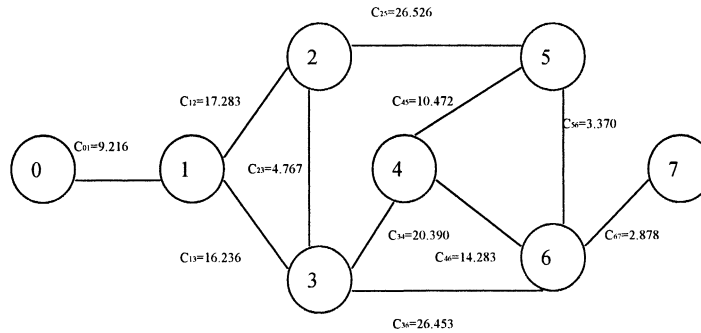 C25=26.526
2
5
C12=17.283
C45=10.472
C56=3.370
C01=9.216
0
1
C23=4.767
4
7
C13=16.236
C34=20.390
C46=14.283
C67=2.878
3
6
C36=26.453